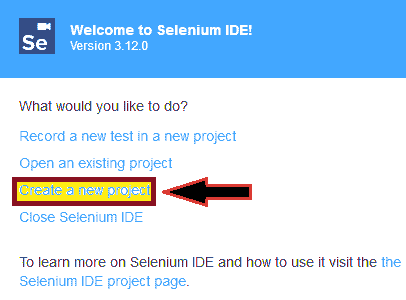 Se
Welcome to Selenium IDE!
Version 3.12.0
What would you like to do?
Record a new test in a new project
Open an existing project
Create a new project
Close Selenium IDE
To learn more on Selenium IDE and how to use it visit the the
Selenium IDE project page.